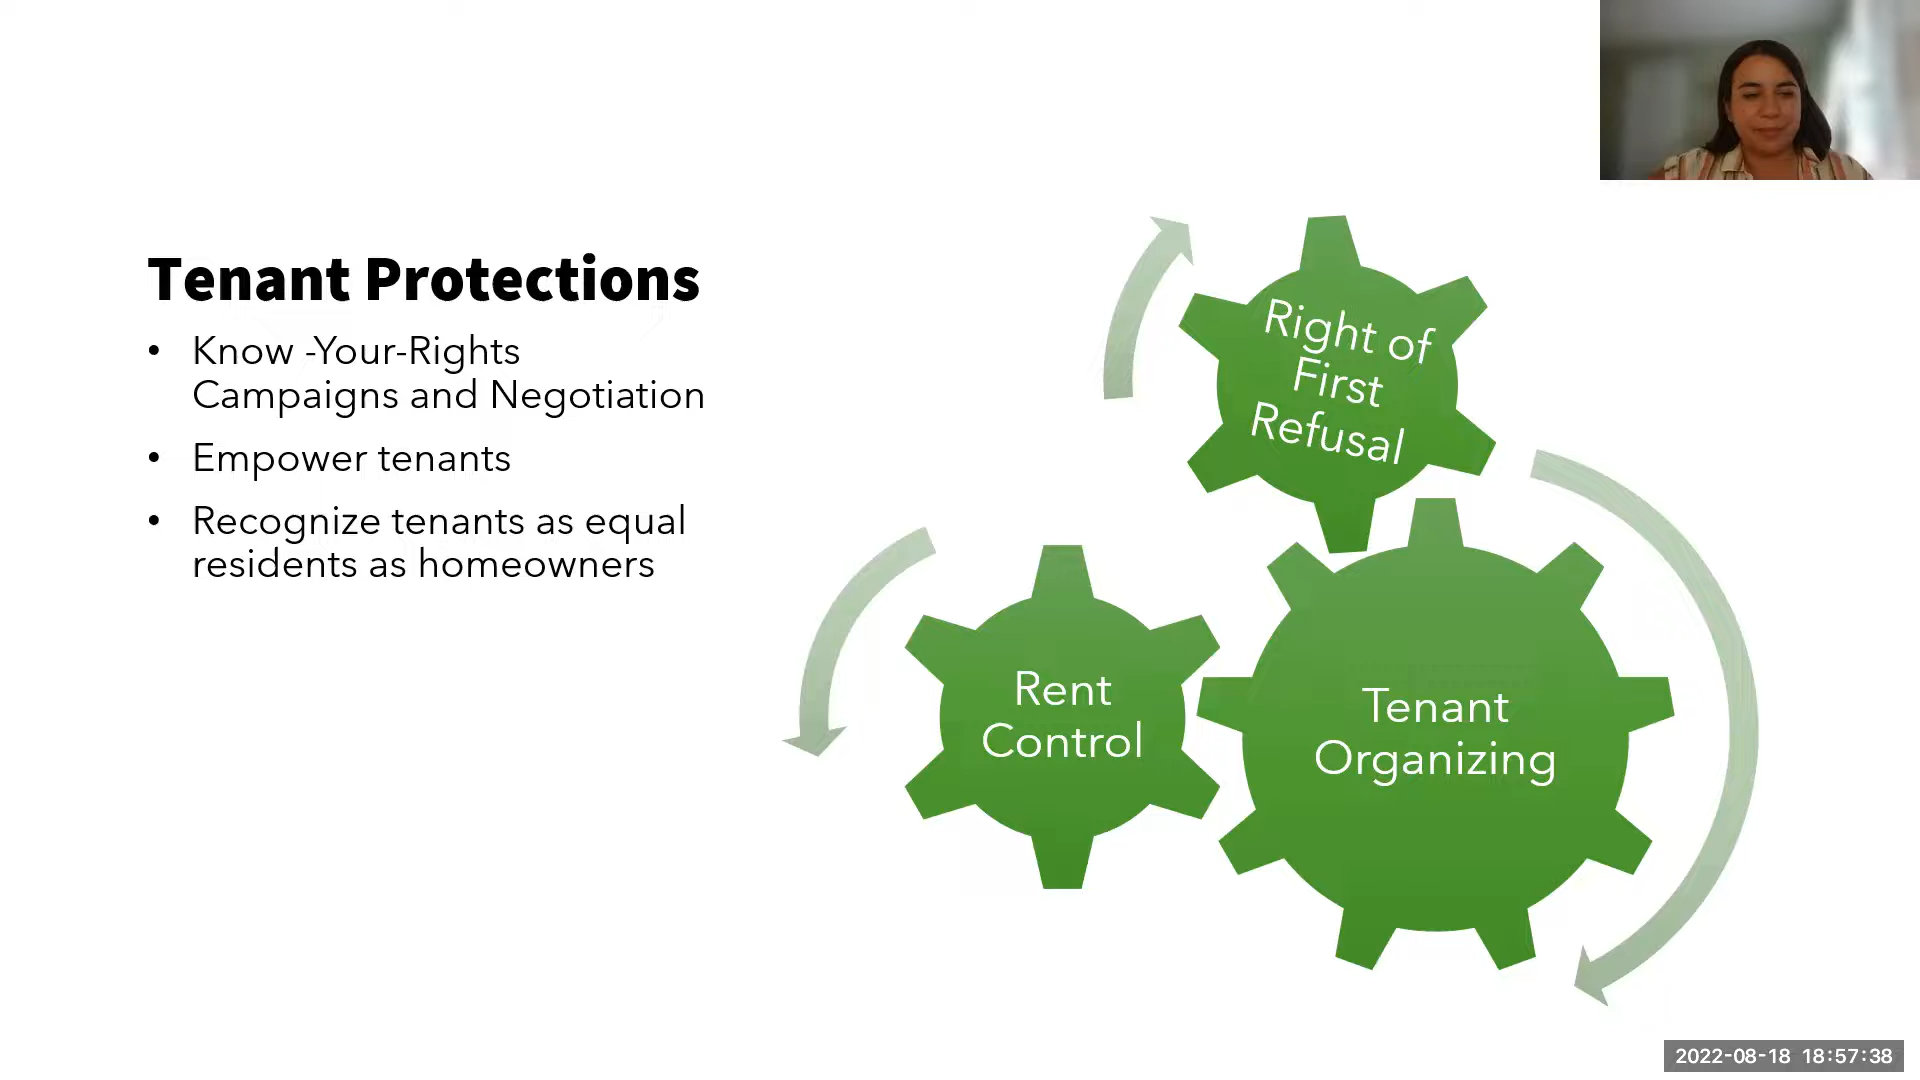 Tenant Protections
• Know -Your-Rights
Campaigns and Negotiation
• Empower tenants
• Recognize tenants as equal
residents as homeowners
Right of
First
Refusal
Rent
Control
Tenant
Organizing
2022-08-18 18:57:38